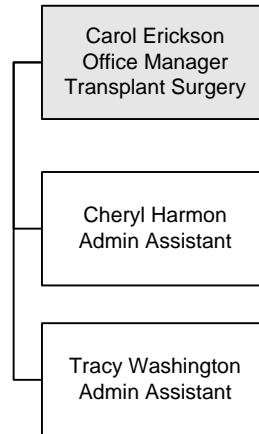 Carol Erickson
Office Manager
Transplant Surgery
Cheryl Harmon
Admin Assistant
Tracy Washington
Admin Assistant